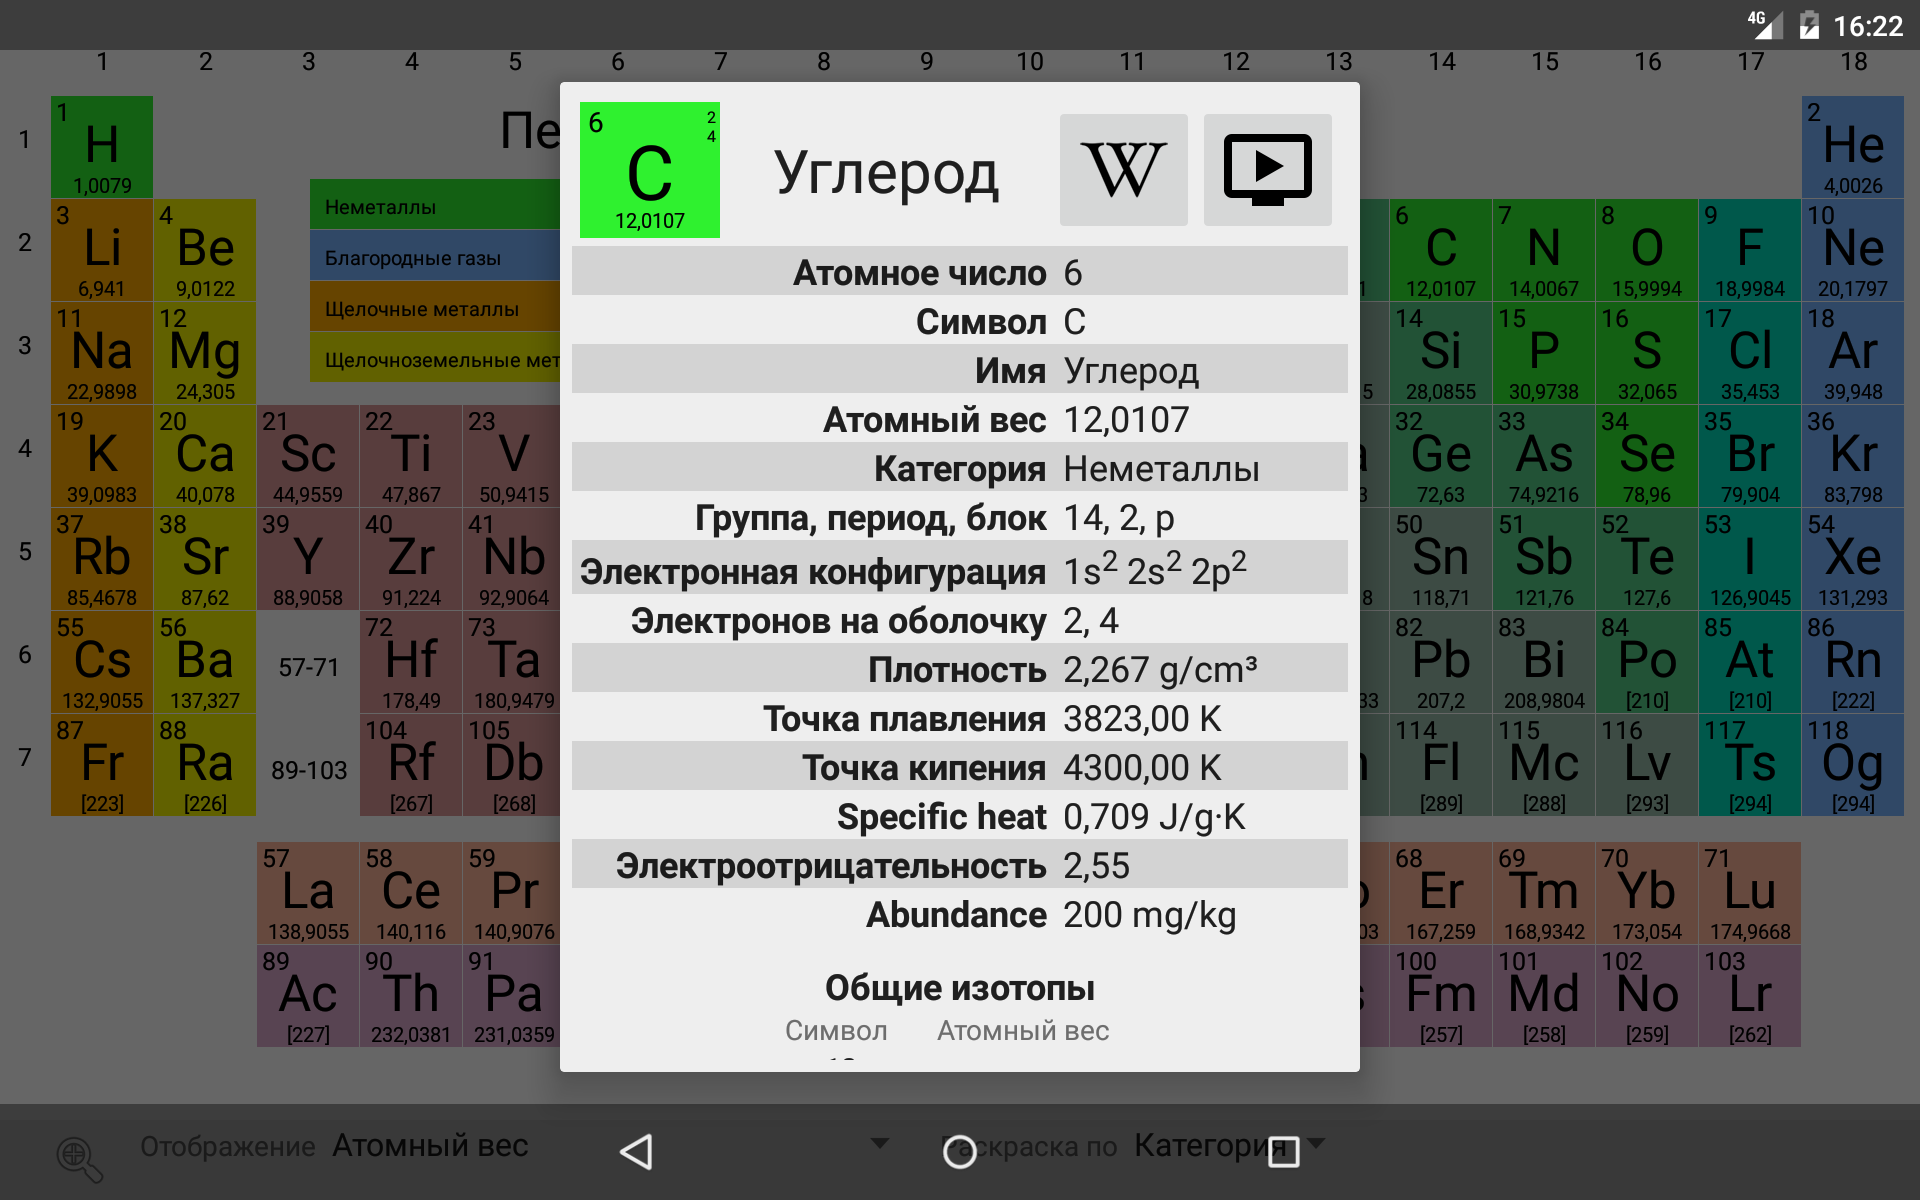 4G 16:22
1 2 3 4 5 6 7 8 9 10 11 12 13 14 15 16 17 18
1
2
3
4
5
6
7
1 H 1,0079
2 He 4,0026
3 Li 6,941
4 Be 9,0122
6 C 12,0107
7 N 14,0067
8 O 15,9994
9 F 18,9984
10 Ne 20,1797
11 Na 22,9898
12 Mg 24,305
14 Si 28,0855
15 P 30,9738
16 S 32,065
17 Cl 35,453
18 Ar 39,948
19 K 39,0983
20 Ca 40,078
21 Sc 44,9559
22 Ti 47,867
23 V 50,9415
32 Ge 72,63
33 As 74,9216
34 Se 78,96
35 Br 79,904
36 Kr 83,798
37 Rb 85,4678
38 Sr 87,62
39 Y 88,9058
40 Zr 91,224
41 Nb 92,9064
50 Sn 118,71
51 Sb 121,76
52 Te 127,6
53 I 126,9045
54 Xe 131,293
55 Cs 132,9055
56 Ba 137,327
57-71
72 Hf 178,49
73 Ta 180,9479
82 Pb 207,2
83 Bi 208,9804
84 Po [210]
85 At [210]
86 Rn [222]
87 Fr [223]
88 Ra [226]
89-103
104 Rf [267]
105 Db [268]
114 Fl [289]
115 Mc [288]
116 Lv [293]
117 Ts [294]
118 Og [294]
57 La 138,9055
58 Ce 140,116
59 Pr 140,9076
68 Er 167,259
69 Tm 168,9342
70 Yb 173,054
71 Lu 174,9668
89 Ac [227]
90 Th 232,0381
91 Pa 231,0359
100 Fm [257]
101 Md [258]
102 No [259]
103 Lr [262]
Неметаллы
Благородные газы
Щелочные металлы
Щелочноземельные мет
6 2
4
C
12,0107
Углерод
W
Атомное число 6
Символ C
Имя Углерод
Атомный вес 12,0107
Категория Неметаллы
Группа, период, блок 14, 2, p
Электронная конфигурация 1s² 2s² 2p²
Электронов на оболочку 2, 4
Плотность 2,267 g/cm³
Точка плавления 3823,00 K
Точка кипения 4300,00 K
Specific heat 0,709 J/g·K
Электроотрицательность 2,55
Abundance 200 mg/kg
Общие изотопы
Символ Атомный вес
Отображение Атомный вес Раскраска по Категория